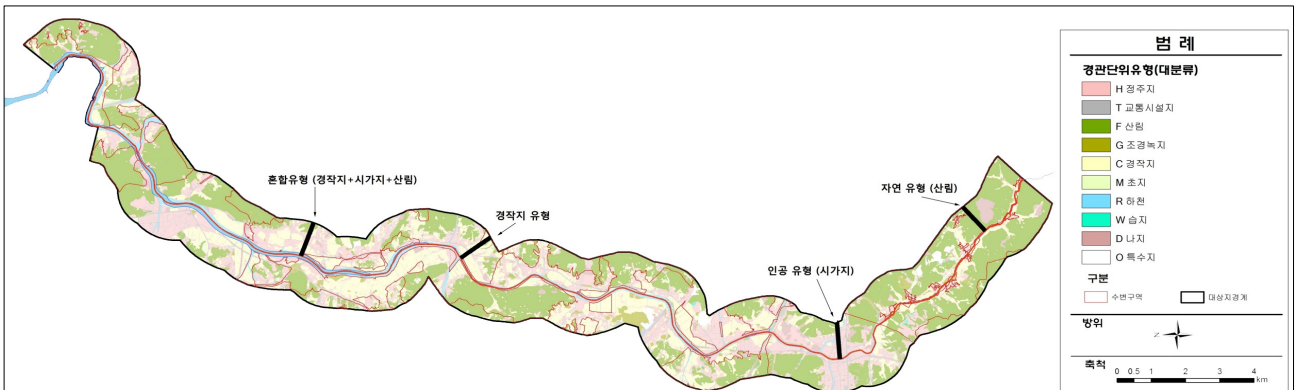 혼합유형 (경작지+시가지+산림)
경작지 유형
인공 유형 (시가지)
자연 유형 (산림)
범 례
경관단위유형(대분류)
H 정주지
T 교통시설지
F 산림
G 조경녹지
C 경작지
M 초지
R 하천
W 습지
D 나지
O 특수지
구분
수변구역 대상지경계
방위
Z
축척
0 0.5 1 2 3 4
km